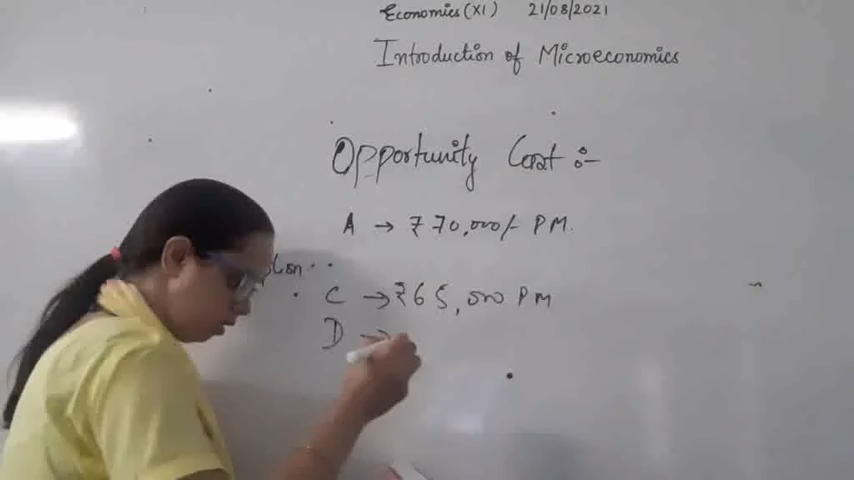 Economics (XI) 21/08/2021
Introduction of Microeconomics
Opportunity Cost :-
A → ₹ 70,000/- PM.
C → ₹65,000 PM
D →